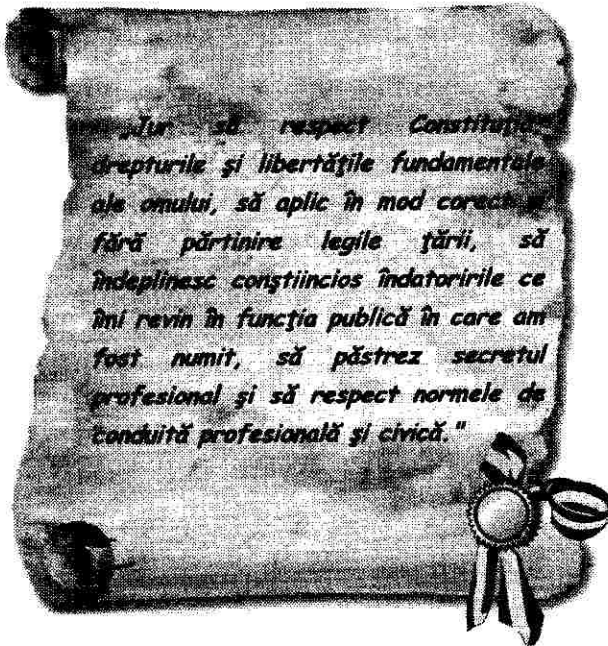 „Jur să respect Constituţia,
drepturile şi libertăţile fundamentale
ale omului, să aplic în mod corect şi
fără părtinire legile ţării, să
îndeplinesc conştiincios îndatoririle ce
îmi revin în funcţia publică în care am
fost numit, să păstrez secretul
profesional şi să respect normele de
conduită profesională şi civică."